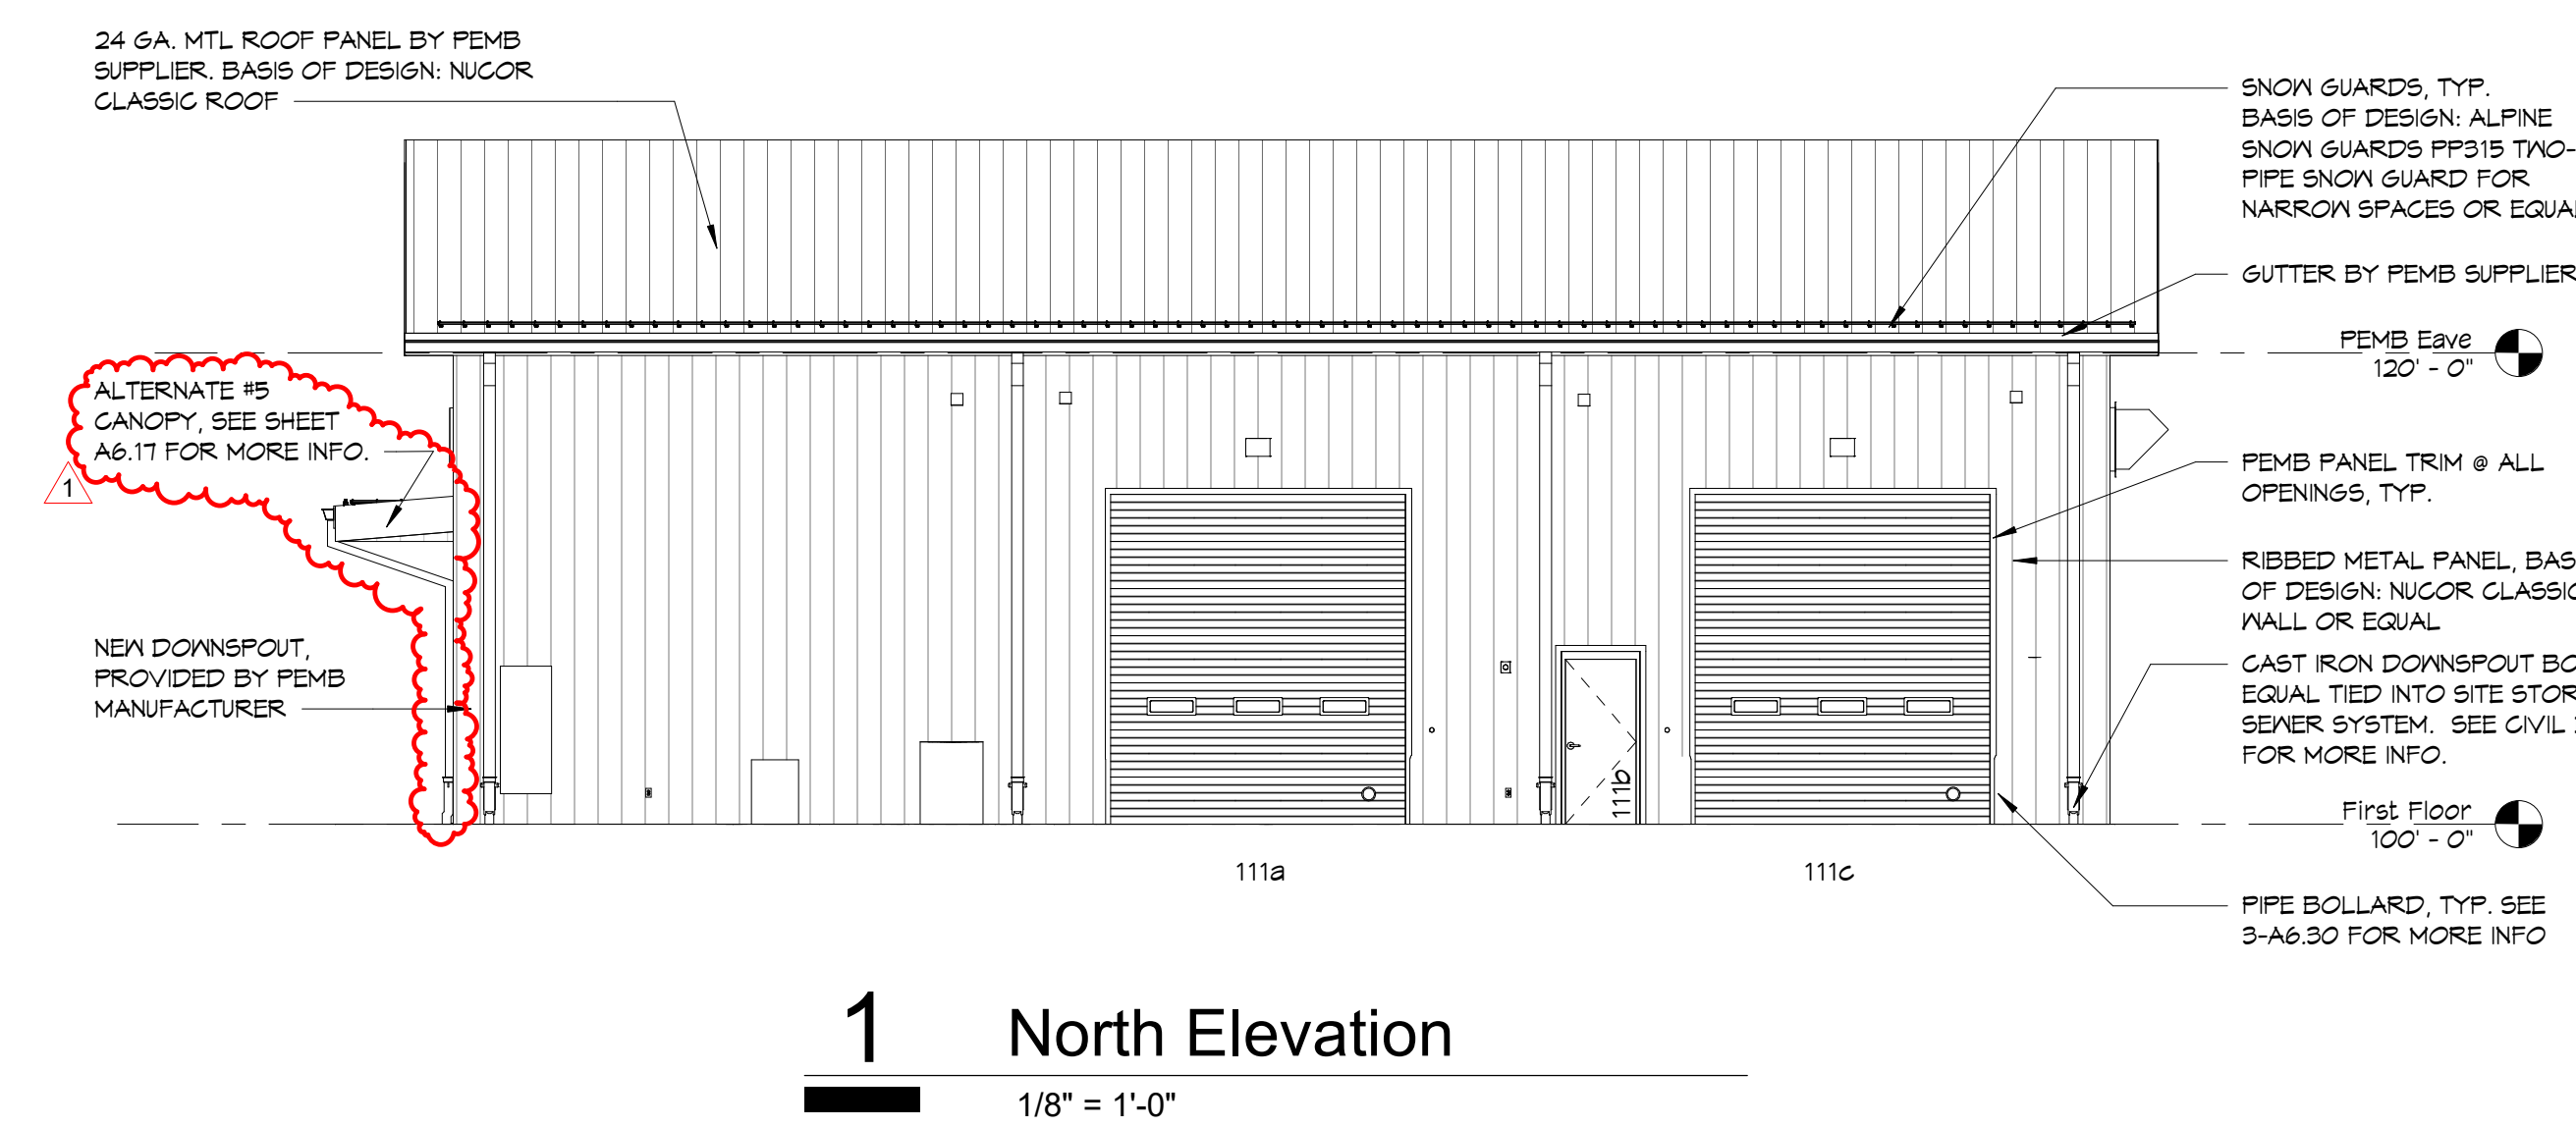 24 GA. MTL ROOF PANEL BY PEMB
SUPPLIER. BASIS OF DESIGN: NUCOR
CLASSIC ROOF
SNOW GUARDS, TYP.
BASIS OF DESIGN: ALPINE
SNOW GUARDS PP315 TWO-
PIPE SNOW GUARD FOR
NARROW SPACES OR EQUAL
GUTTER BY PEMB SUPPLIER
PEMB Eave
120' - 0"
ALTERNATE #5
CANOPY, SEE SHEET
A6.17 FOR MORE INFO.
1
PEMB PANEL TRIM @ ALL
OPENINGS, TYP.
RIBBED METAL PANEL,
OF DESIGN: NUCOR CLASSIC
WALL OR EQUAL
NEW DOWNSPOUT,
PROVIDED BY PEMB
MANUFACTURER
CAST IRON DOWNSPOUT
EQUAL TIED INTO SITE
SEWER SYSTEM. SEE CIVIL
FOR MORE INFO.
111b
First Floor
100' - 0"
111a
111c
PIPE BOLLARD, TYP. SEE
3-A6.30 FOR MORE INFO
1 North Elevation
1/8" = 1'-0"